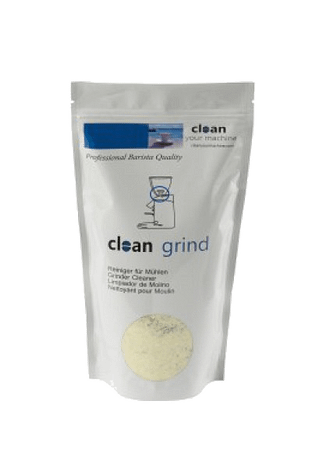 clean
your machine
Professional Barista Quality
clean grind
Reiniger für Mühlen
Grinder Cleaner
Limpiador de Molino
Nettoyant pour Moulin